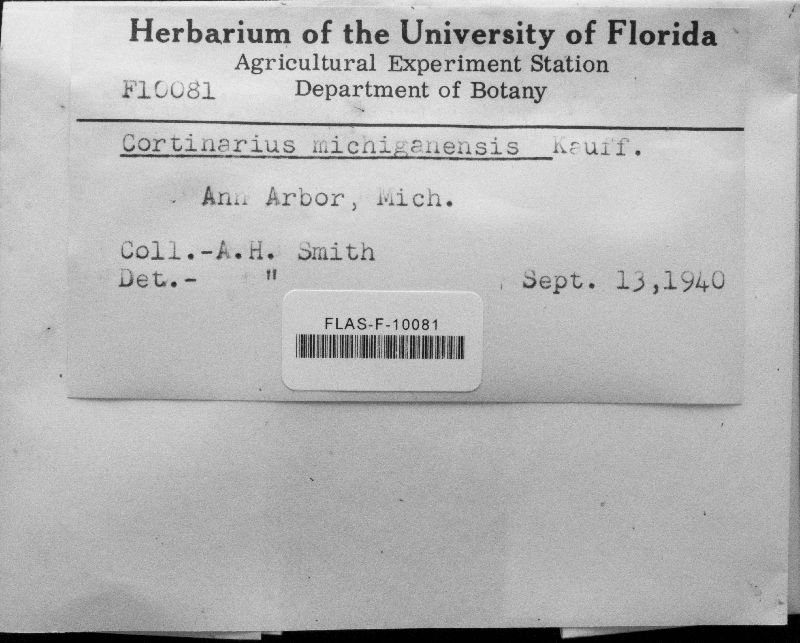 Herbarium of the University of Florida
Agricultural Experiment Station
F10081 Department of Botany
Cortinarius michiganensis Kauff.
Ann Arbor, Mich.
Coll.-A.H. Smith
Det.- " Sept. 13,1940
FLAS-F-10081